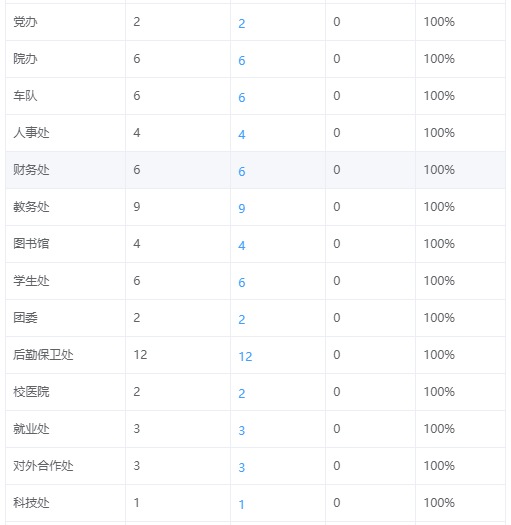 党办 2 2 0 100%
院办 6 6 0 100%
车队 6 6 0 100%
人事处 4 4 0 100%
财务处 6 6 0 100%
教务处 9 9 0 100%
图书馆 4 4 0 100%
学生处 6 6 0 100%
团委 2 2 0 100%
后勤保卫处 12 12 0 100%
校医院 2 2 0 100%
就业处 3 3 0 100%
对外合作处 3 3 0 100%
科技处 1 1 0 100%